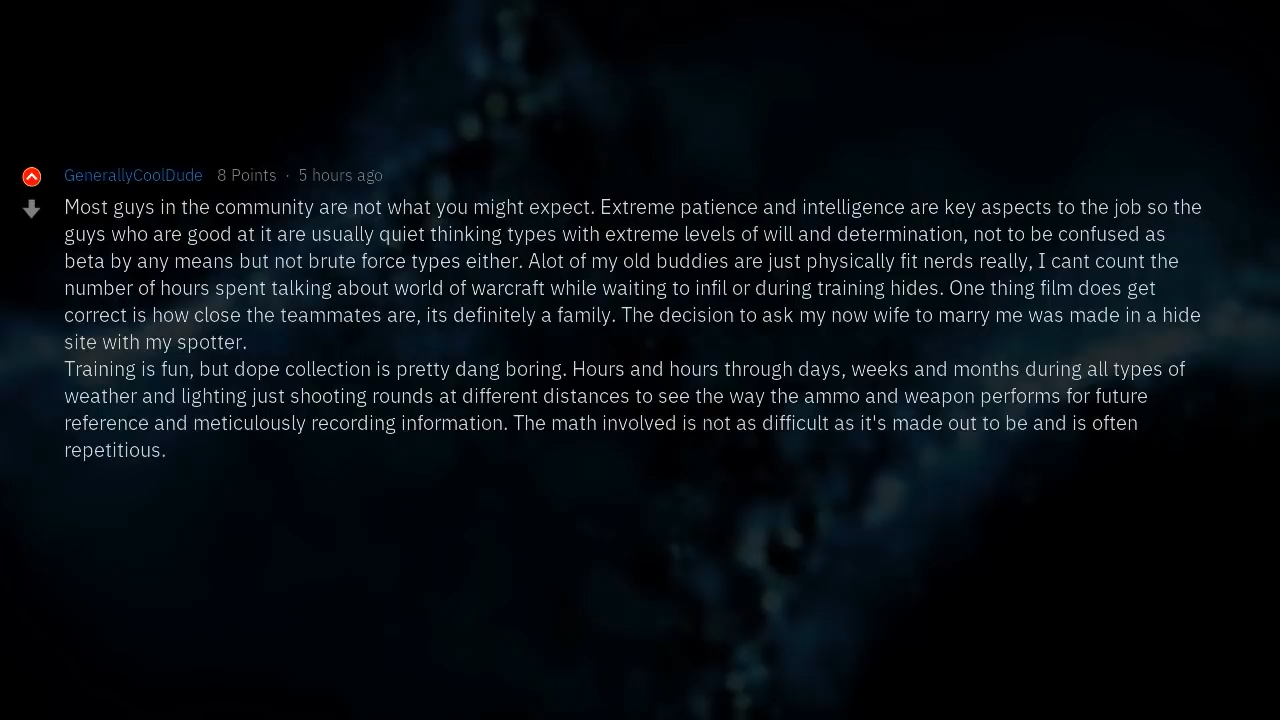 GenerallyCoolDude 8 Points · 5 hours ago
Most guys in the community are not what you might expect. Extreme patience and intelligence are key aspects to the job so the
guys who are good at it are usually quiet thinking types with extreme levels of will and determination, not to be confused as
beta by any means but not brute force types either. Alot of my old buddies are just physically fit nerds really, I cant count the
number of hours spent talking about world of warcraft while waiting to infil or during training hides. One thing film does get
correct is how close the teammates are, its definitely a family. The decision to ask my now wife to marry me was made in a hide
site with my spotter.
Training is fun, but dope collection is pretty dang boring. Hours and hours through days, weeks and months during all types of
weather and lighting just shooting rounds at different distances to see the way the ammo and weapon performs for future
reference and meticulously recording information. The math involved is not as difficult as it's made out to be and is often
repetitious.